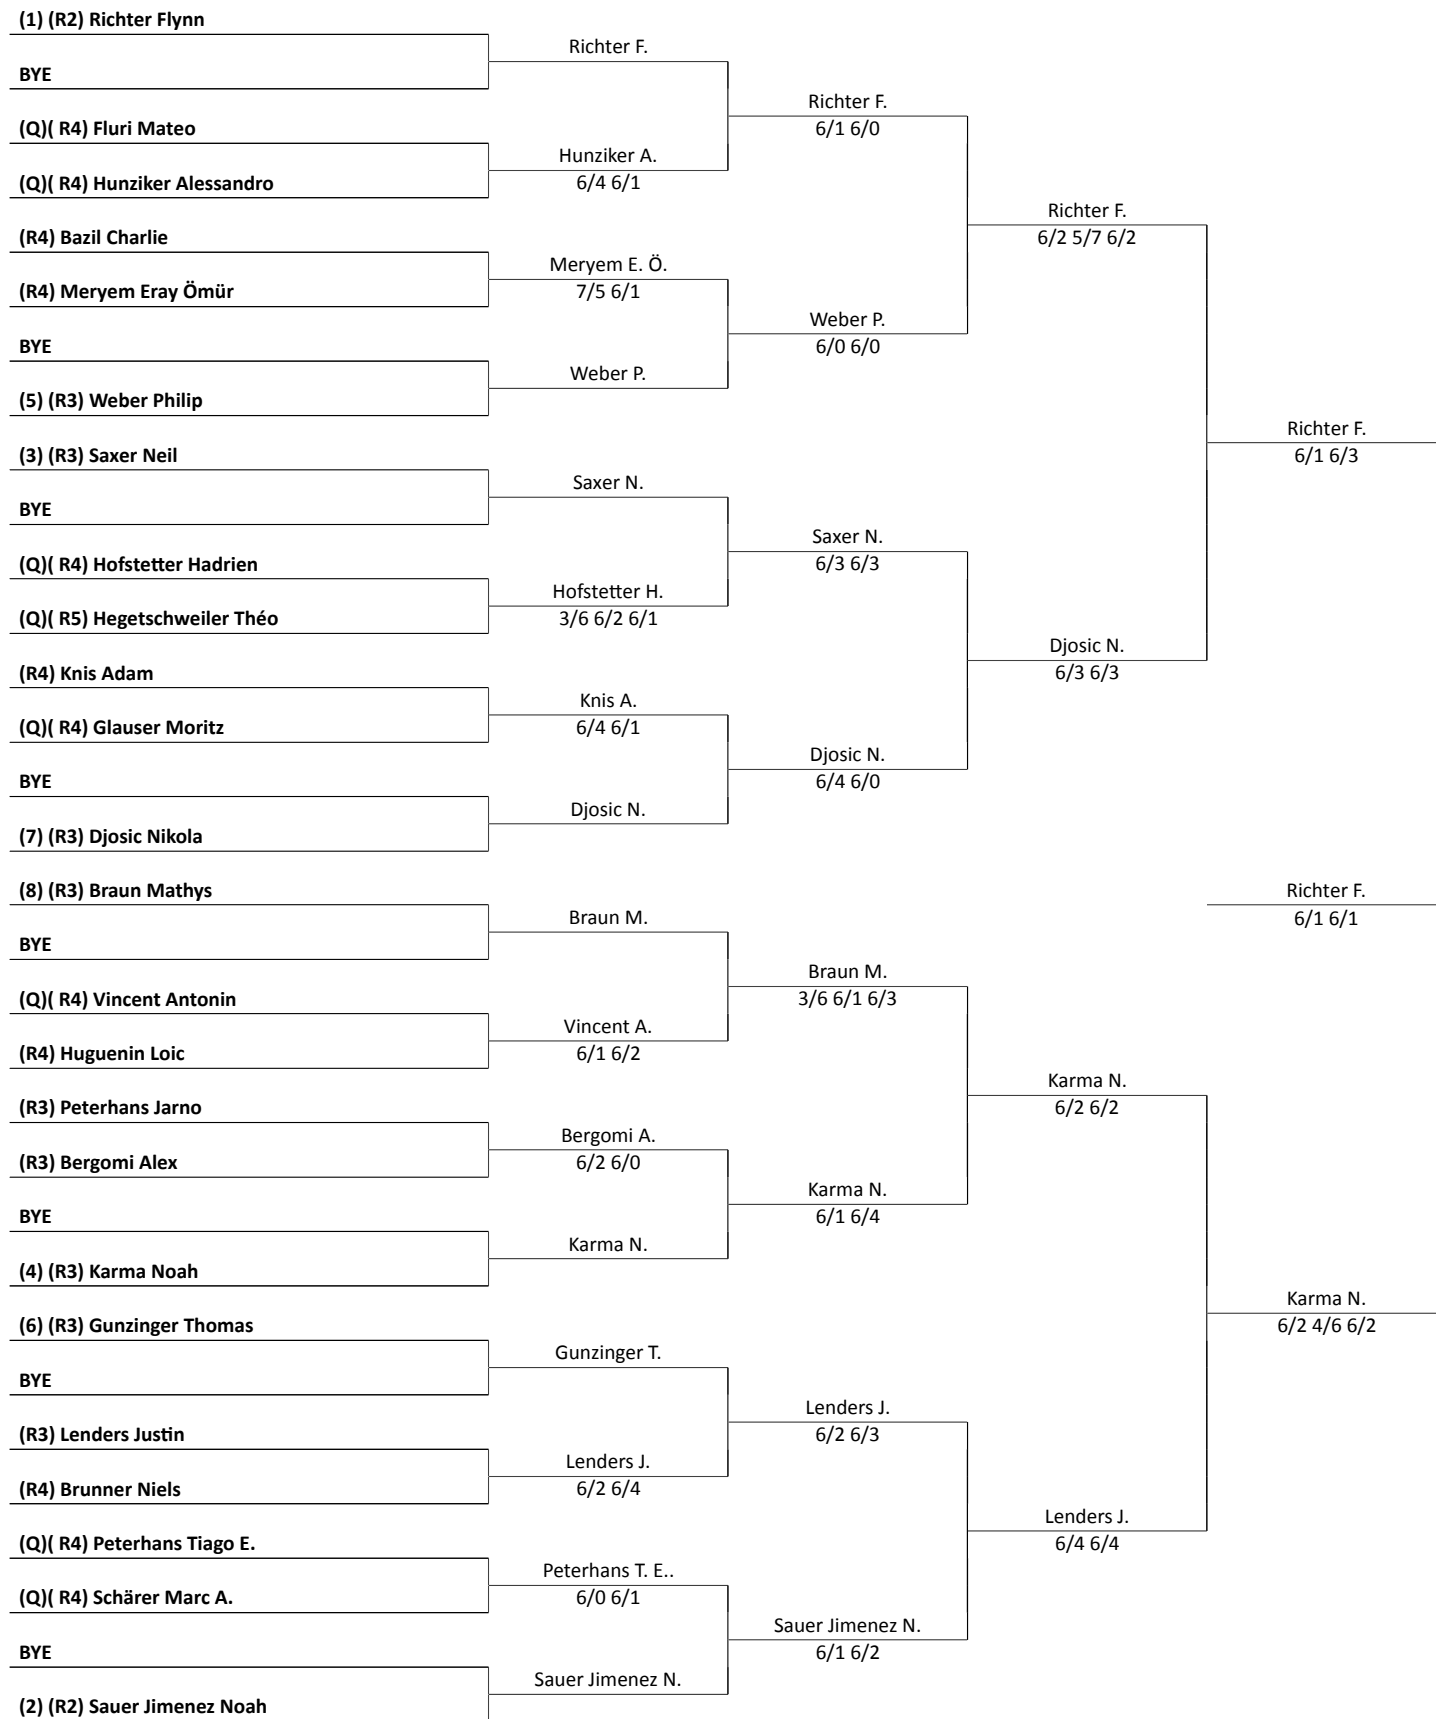 (1) (R2) Richter Flynn
Richter F.
BYE
Richter F.
6/1 6/0
(Q)( R4) Fluri Mateo
Hunziker A.
6/4 6/1
(Q)( R4) Hunziker Alessandro
Richter F.
6/2 5/7 6/2
(R4) Bazil Charlie
Meryem E. Ö.
7/5 6/1
(R4) Meryem Eray Ömür
Weber P.
6/0 6/0
BYE
Weber P.
(5) (R3) Weber Philip
Richter F.
6/1 6/3
(3) (R3) Saxer Neil
Saxer N.
BYE
Saxer N.
6/3 6/3
(Q)( R4) Hofstetter Hadrien
Hofstetter H.
3/6 6/2 6/1
(Q)( R5) Hegetschweiler Théo
Djosic N.
6/3 6/3
(R4) Knis Adam
Knis A.
6/4 6/1
(Q)( R4) Glauser Moritz
Djosic N.
6/4 6/0
BYE
Djosic N.
(7) (R3) Djosic Nikola
(8) (R3) Braun Mathys
Richter F.
6/1 6/1
Braun M.
BYE
Braun M.
3/6 6/1 6/3
(Q)( R4) Vincent Antonin
Vincent A.
6/1 6/2
(R4) Huguenin Loic
Karma N.
6/2 6/2
(R3) Peterhans Jarno
Bergomi A.
6/2 6/0
(R3) Bergomi Alex
Karma N.
6/1 6/4
BYE
Karma N.
(4) (R3) Karma Noah
Karma N.
6/2 4/6 6/2
(6) (R3) Gunzinger Thomas
Gunzinger T.
BYE
Lenders J.
6/2 6/3
(R3) Lenders Justin
Lenders J.
6/2 6/4
(R4) Brunner Niels
Lenders J.
6/4 6/4
(Q)( R4) Peterhans Tiago E.
Peterhans T. E..
6/0 6/1
(Q)( R4) Schärer Marc A.
Sauer Jimenez N.
6/1 6/2
BYE
Sauer Jimenez N.
(2) (R2) Sauer Jimenez Noah